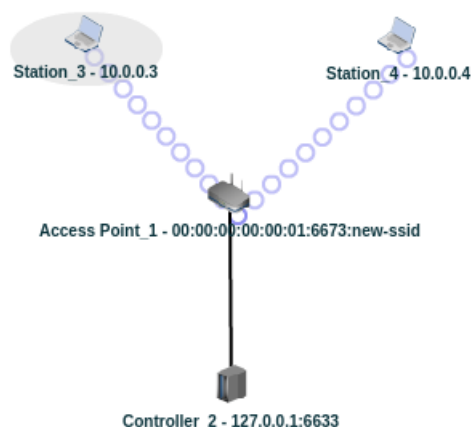 Station_3 - 10.0.0.3
Station_4 - 10.0.0.4
Access Point_1 - 00:00:00:00:00:01:6673:new-ssid
Controller_2 - 127.0.0.1:6633